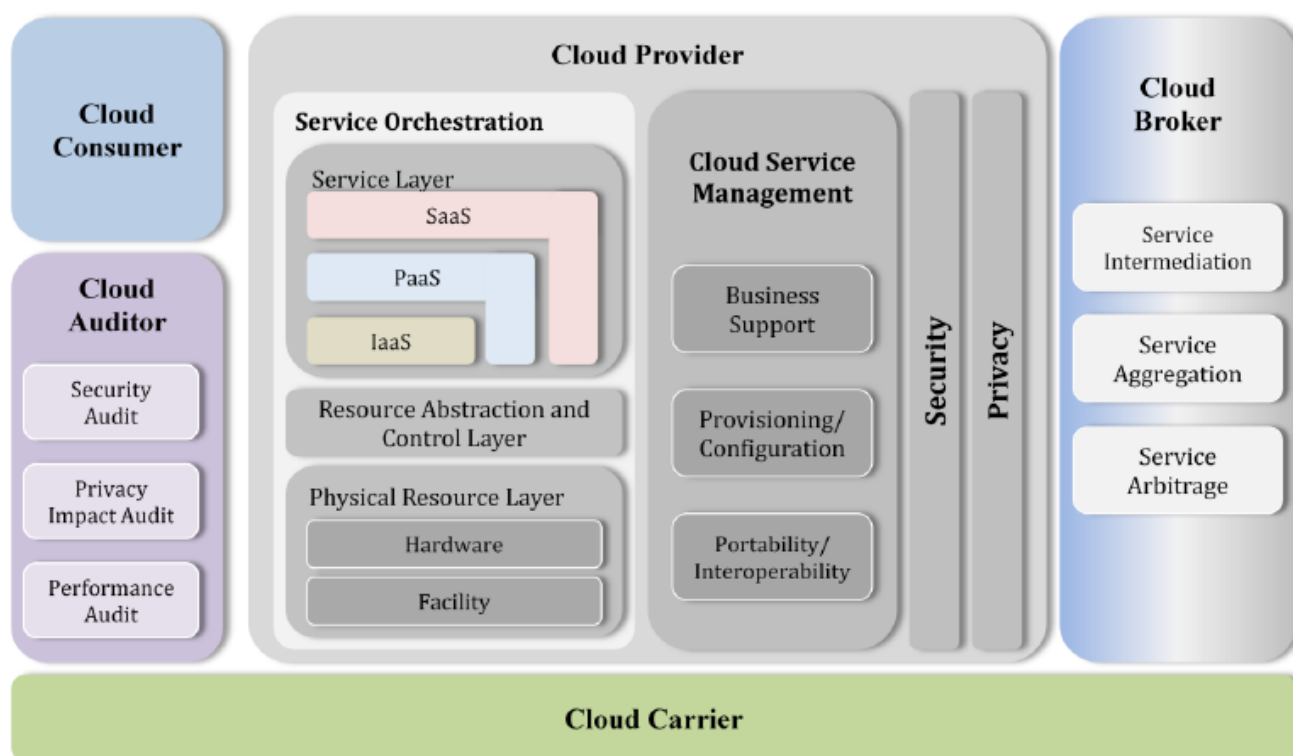 Cloud
Consumer
Cloud
Auditor
Security
Audit
Privacy
Impact Audit
Performance
Audit
Cloud Provider
Service Orchestration
Service Layer
SaaS
PaaS
IaaS
Resource Abstraction and
Control Layer
Physical Resource Layer
Hardware
Facility
Cloud Service
Management
Business
Support
Provisioning/
Configuration
Portability/
Interoperability
Security
Privacy
Cloud
Broker
Service
Intermediation
Service
Aggregation
Service
Arbitrage
Cloud Carrier